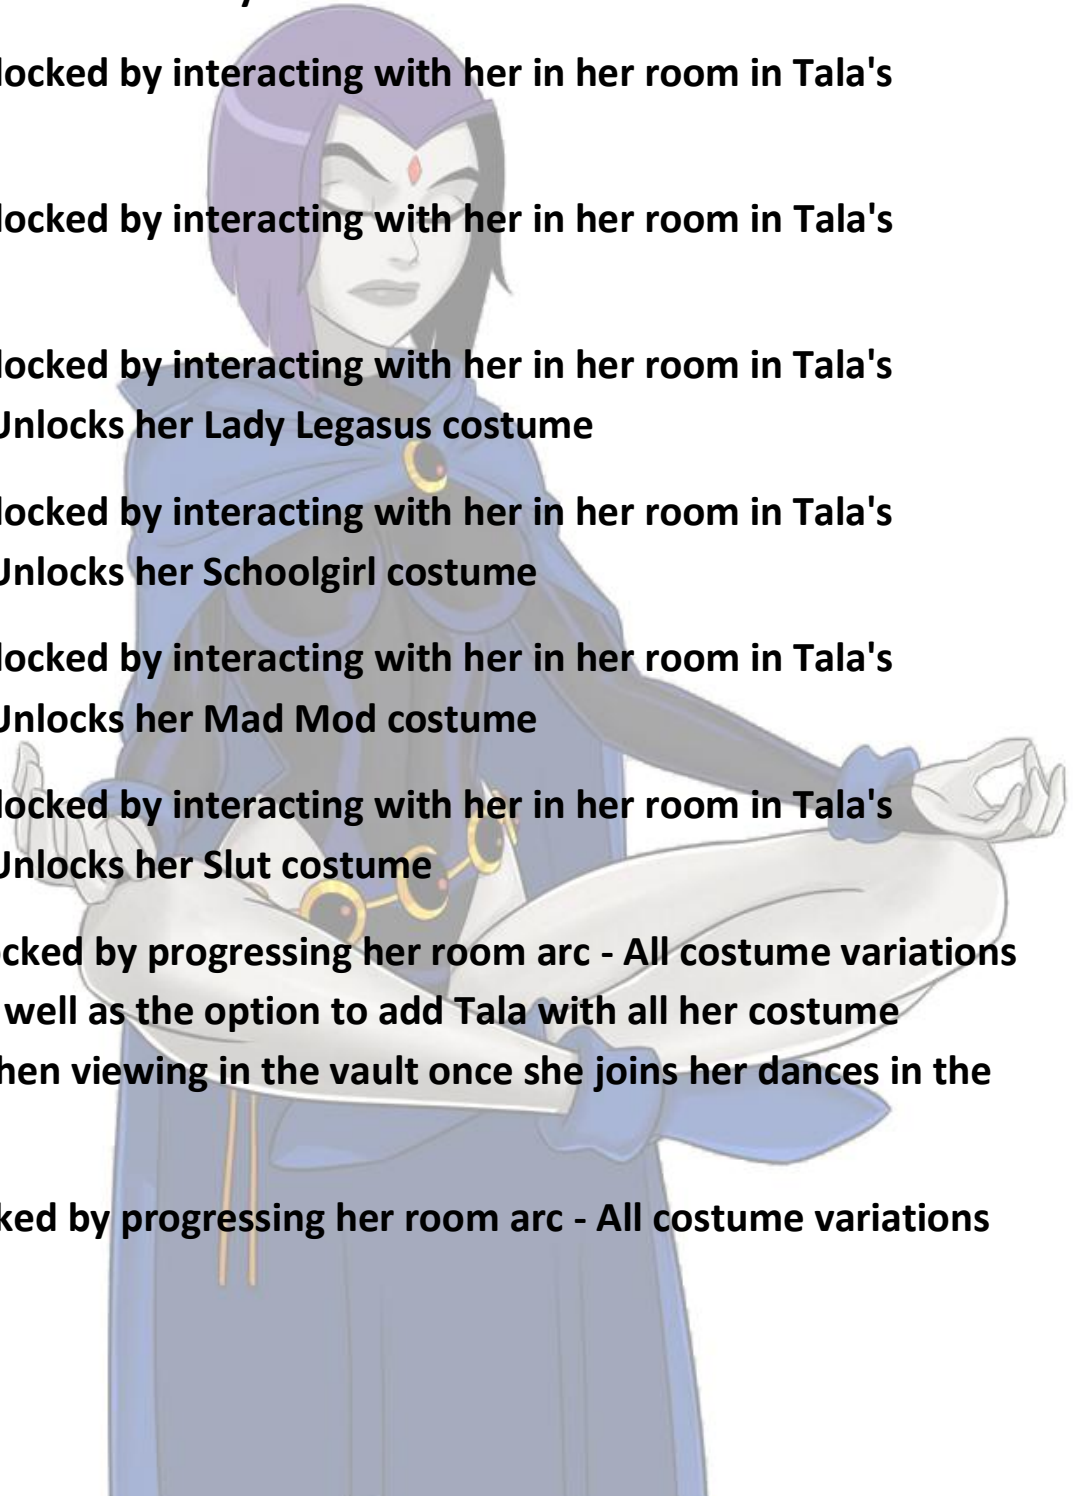 locked by interacting with her in her room in Tala's
locked by interacting with her in her room in Tala's
locked by interacting with her in her room in Tala's
Unlocks her Lady Legasus costume
locked by interacting with her in her room in Tala's
Unlocks her Schoolgirl costume
locked by interacting with her in her room in Tala's
Unlocks her Mad Mod costume
locked by interacting with her in her room in Tala's
Unlocks her Slut costume
ocked by progressing her room arc - All costume variations
well as the option to add Tala with all her costume
hen viewing in the vault once she joins her dances in the
ked by progressing her room arc - All costume variations